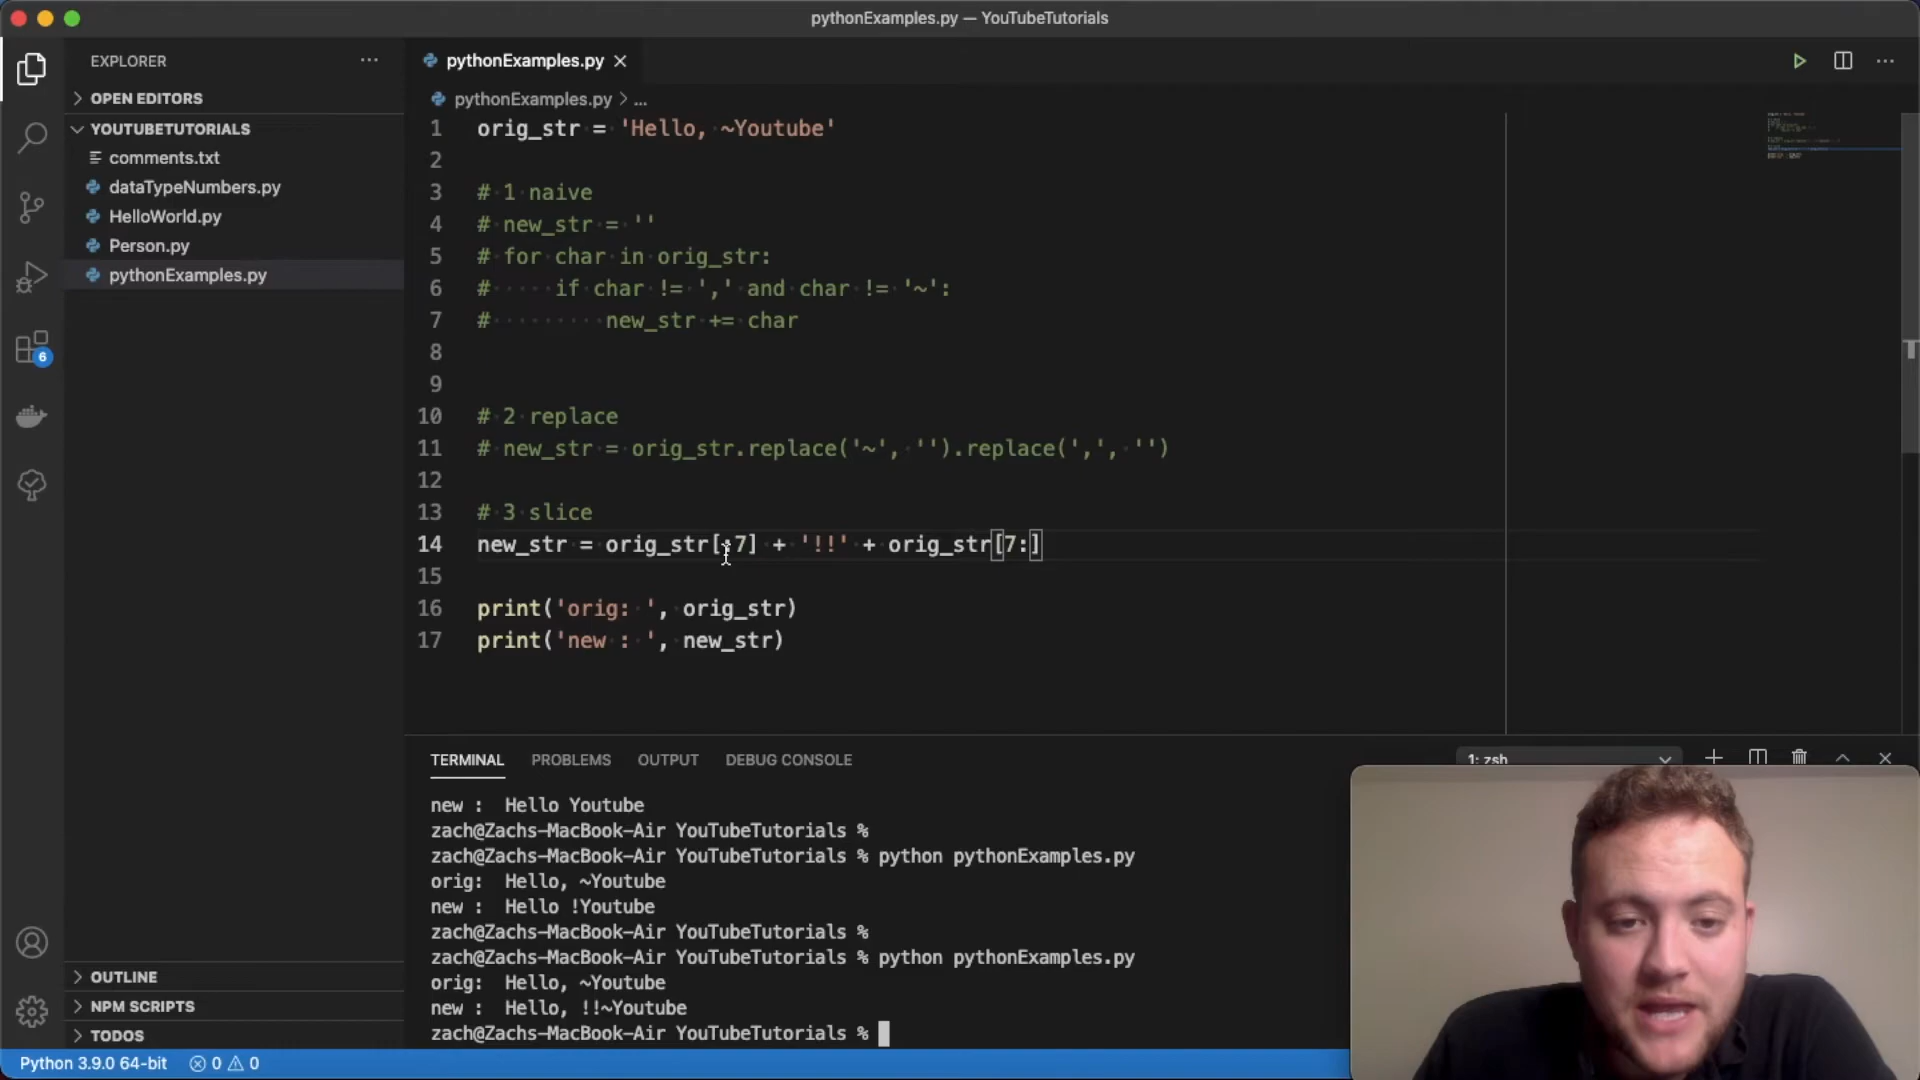 pythonExamples.py — YouTubeTutorials
EXPLORER
OPEN EDITORS
YOUTUBETUTORIALS
comments.txt
dataTypeNumbers.py
HelloWorld.py
Person.py
pythonExamples.py
6
OUTLINE
NPM SCRIPTS
TODOS
pythonExamples.py
pythonExamples.py > ...
1 orig_str = 'Hello, ~Youtube'
2
3 # 1 naive
4 # new_str = ''
5 # for char in orig_str:
6 #     if char != ',' and char != '~':
7 #         new_str += char
8
9
10 # 2 replace
11 # new_str = orig_str.replace('~', '').replace(',', '')
12
13 # 3 slice
14 new_str = orig_str[:7] + '!!' + orig_str[7:]
15
16 print('orig: ', orig_str)
17 print('new : ', new_str)
TERMINAL PROBLEMS OUTPUT DEBUG CONSOLE
1: zsh
new :  Hello Youtube
zach@Zachs-MacBook-Air YouTubeTutorials %
zach@Zachs-MacBook-Air YouTubeTutorials % python pythonExamples.py
orig:  Hello, ~Youtube
new :  Hello !Youtube
zach@Zachs-MacBook-Air YouTubeTutorials %
zach@Zachs-MacBook-Air YouTubeTutorials % python pythonExamples.py
orig:  Hello, ~Youtube
new :  Hello, !!~Youtube
zach@Zachs-MacBook-Air YouTubeTutorials %
Python 3.9.0 64-bit 0 0